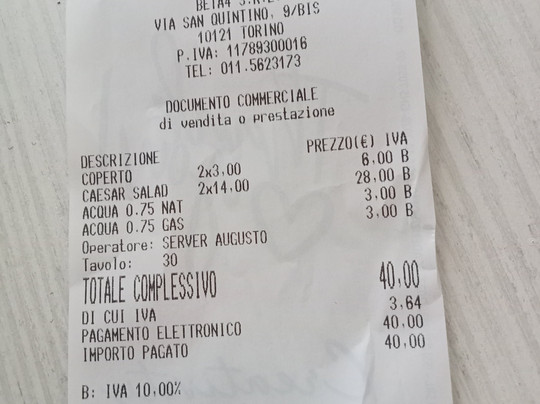 VIA SAN QUINTINO, 9/BIS
10121 TORINO
P.IVA: 11789300016
TEL: 011.5623173
DOCUMENTO COMMERCIALE
di vendita o prestazione
DESCRIZIONE PREZZO(€) IVA
COPERTO 2x3,00 6,00 B
CAESAR SALAD 2x14,00 28,00 B
ACQUA 0.75 NAT 3,00 B
ACQUA 0.75 GAS 3,00 B
Operatore: SERVER AUGUSTO
Tavolo: 30
TOTALE COMPLESSIVO 40,00
DI CUI IVA 3,64
PAGAMENTO ELETTRONICO 40,00
IMPORTO PAGATO 40,00
B: IVA 10,00%